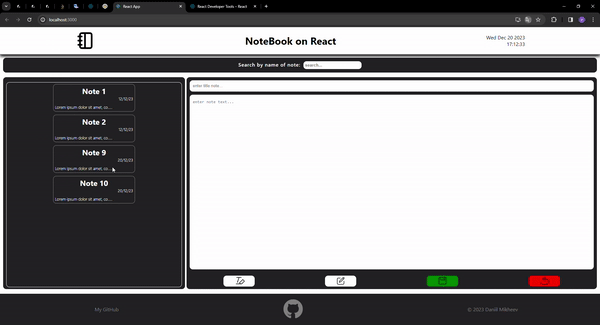 React App
React Developer Tools - React
localhost:3000
NoteBook on React
Wed Dec 20 2023
17:12:33
Search by name of note:
search...
Note 1
12/12/23
Lorem ipsum dolor sit amet, co...
Note 2
12/12/23
Lorem ipsum dolor sit amet, co...
Note 9
20/12/23
Lorem ipsum dolor sit amet, co...
Note 10
20/12/23
Lorem ipsum dolor sit amet, co...
enter title note...
enter note text...
My GitHub
© 2023 Daniil Mikheev